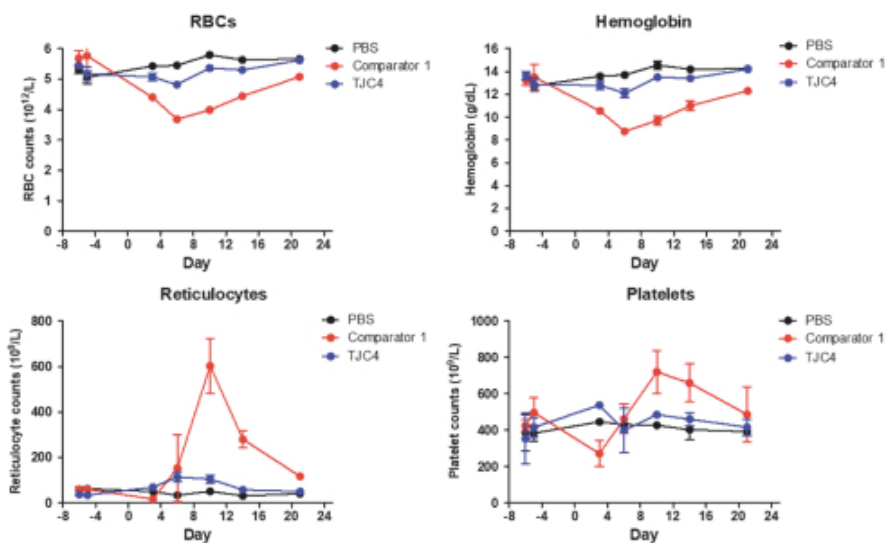 RBCs
PBS
Comparator 1
TJC4
RBC counts (10¹²/L)
6
5
4
3
2
1
0
-8 -4 0 4 8 12 16 20 24
Day
Hemoglobin
PBS
Comparator 1
TJC4
Hemoglobin (g/dL)
16
14
12
10
8
6
4
2
0
-8 -4 0 4 8 12 16 20 24
Day
Reticulocytes
PBS
Comparator 1
TJC4
Reticulocyte counts (10⁹/L)
800
600
400
200
0
-8 -4 0 4 8 12 16 20 24
Day
Platelets
PBS
Comparator 1
TJC4
Platelet counts (10⁹/L)
1000
800
600
400
200
0
-8 -4 0 4 8 12 16 20 24
Day